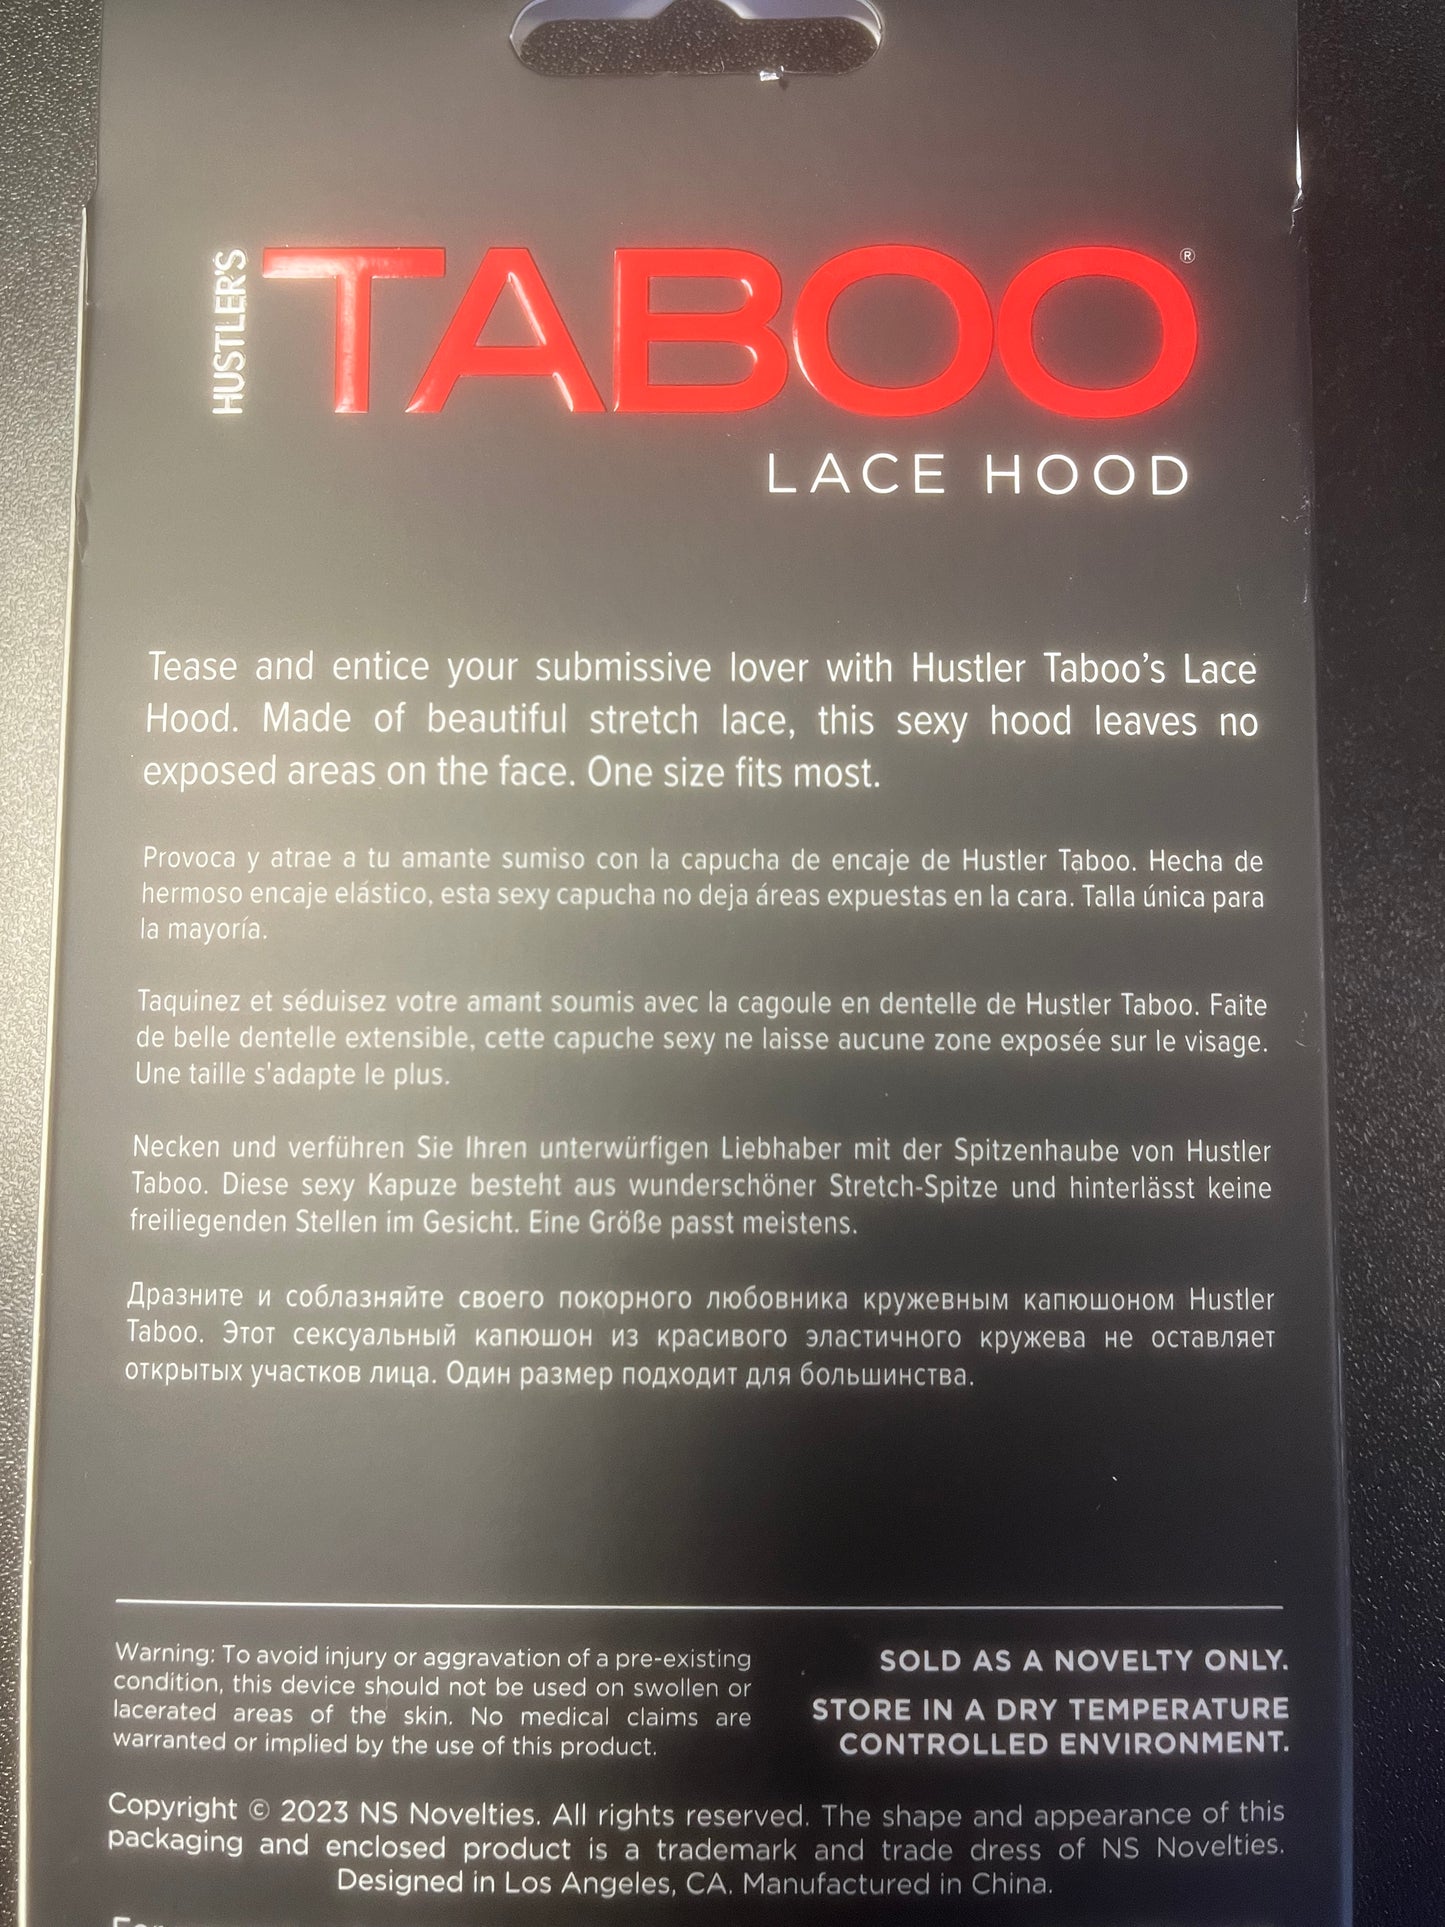 HUSTLER'S
TABOO®
LACE HOOD
Tease and entice your submissive lover with Hustler Taboo’s Lace
Hood. Made of beautiful stretch lace, this sexy hood leaves no
exposed areas on the face. One size fits most.
Provoca y atrae a tu amante sumiso con la capucha de encaje de Hustler Taboo. Hecha de
hermoso encaje elástico, esta sexy capucha no deja áreas expuestas en la cara. Talla única para
la mayoría.
Taquinez et séduisez votre amant soumis avec la cagoule en dentelle de Hustler Taboo. Faite
de belle dentelle extensible, cette capuche sexy ne laisse aucune zone exposée sur le visage.
Une taille s'adapte le plus.
Necken und verführen Sie Ihren unterwürfigen Liebhaber mit der Spitzenhaube von Hustler
Taboo. Diese sexy Kapuze besteht aus wunderschöner Stretch-Spitze und hinterlässt keine
freiliegenden Stellen im Gesicht. Eine Größe passt meistens.
Дразните и соблазняйте своего покорного любовника кружевным капюшоном Hustler
Taboo. Этот сексуальный капюшон из красивого эластичного кружева не оставляет
открытых участков лица. Один размер подходит для большинства.
Warning: To avoid injury or aggravation of a pre-existing
condition, this device should not be used on swollen or
lacerated areas of the skin. No medical claims are
warranted or implied by the use of this product.
SOLD AS A NOVELTY ONLY.
STORE IN A DRY TEMPERATURE
CONTROLLED ENVIRONMENT.
Copyright © 2023 NS Novelties. All rights reserved. The shape and appearance of this
packaging and enclosed product is a trademark and trade dress of NS Novelties.
Designed in Los Angeles, CA. Manufactured in China.